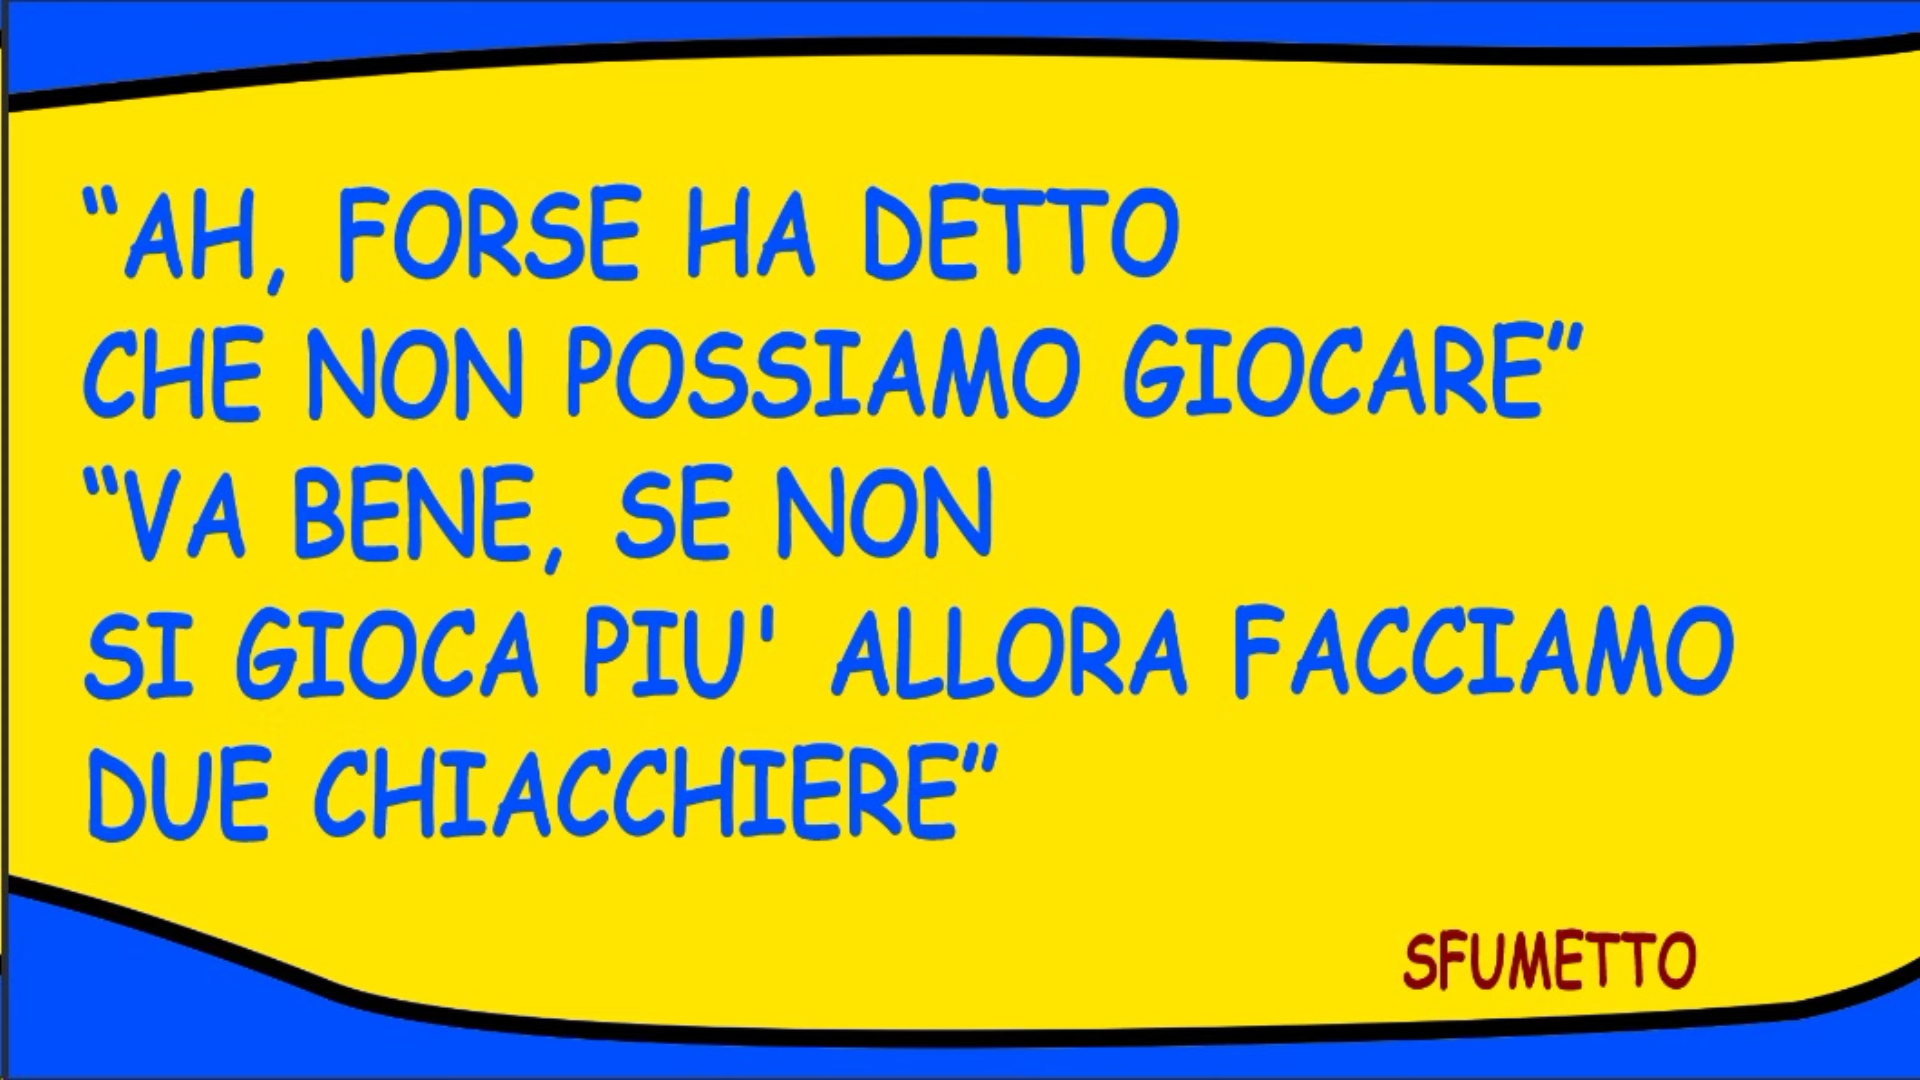 “AH, FORSE HA DETTO
CHE NON POSSIAMO GIOCARE”
“VA BENE, SE NON
SI GIOCA PIU' ALLORA FACCIAMO
DUE CHIACCHIERE”
SFUMETTO